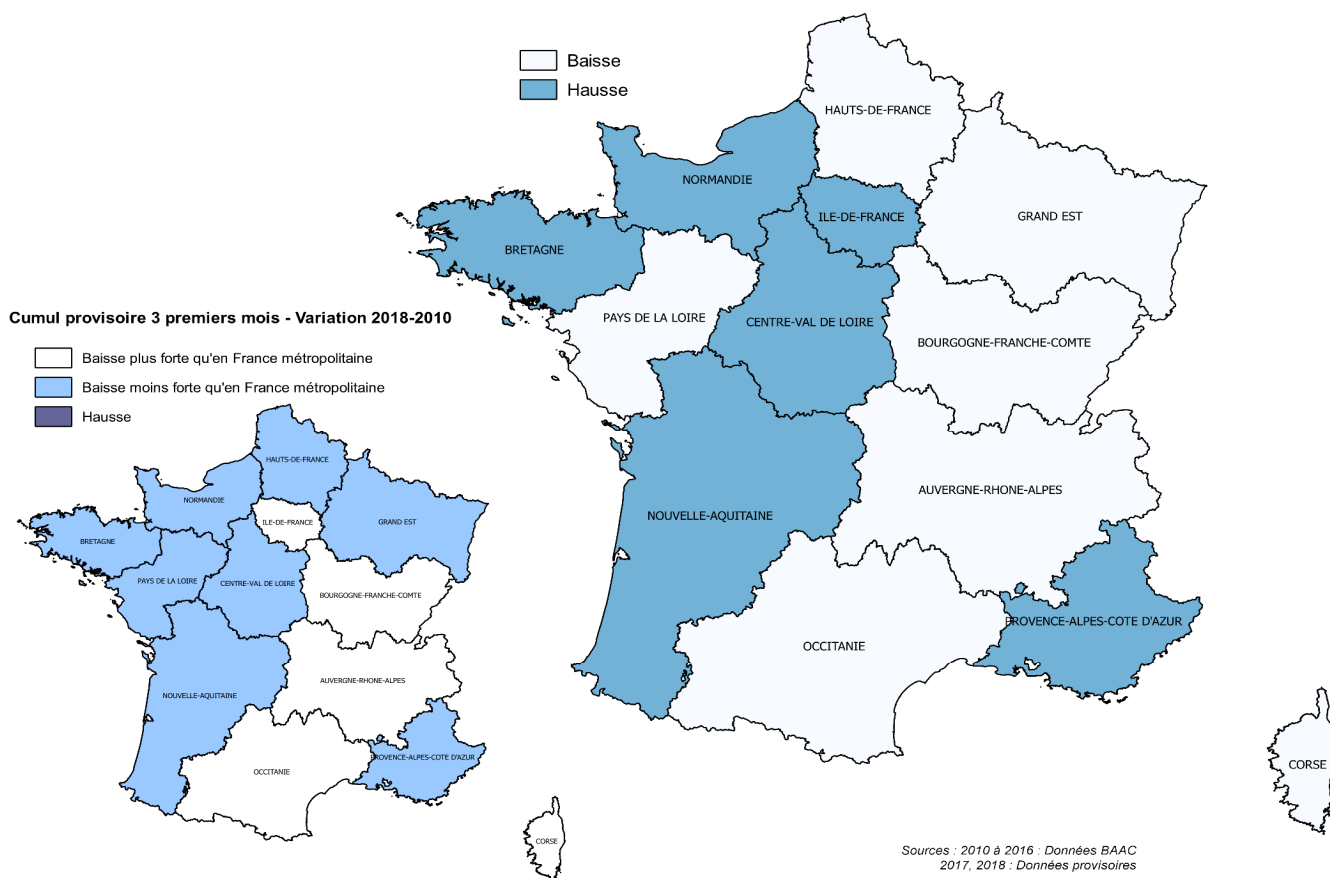 Baisse
Hausse
HAUTS-DE-FRANCE
NORMANDIE
ILE-DE-FRANCE
GRAND EST
BRETAGNE
PAYS DE LA LOIRE
CENTRE-VAL DE LOIRE
BOURGOGNE-FRANCHE-COMTE
AUVERGNE-RHONE-ALPES
NOUVELLE-AQUITAINE
PROVENCE-ALPES-COTE D'AZUR
OCCITANIE
CORSE
Cumul provisoire 3 premiers mois - Variation 2018-2010
Baisse plus forte qu'en France métropolitaine
Baisse moins forte qu'en France métropolitaine
Hausse
HAUTS-DE-FRANCE
NORMANDIE
ILE-DE-FRANCE
GRAND EST
BRETAGNE
PAYS DE LA LOIRE
CENTRE-VAL DE LOIRE
BOURGOGNE-FRANCHE-COMTE
AUVERGNE-RHONE-ALPES
NOUVELLE-AQUITAINE
PROVENCE-ALPES-COTE D'AZUR
OCCITANIE
CORSE
Sources : 2010 à 2016 : Données BAAC
2017, 2018 : Données provisoires